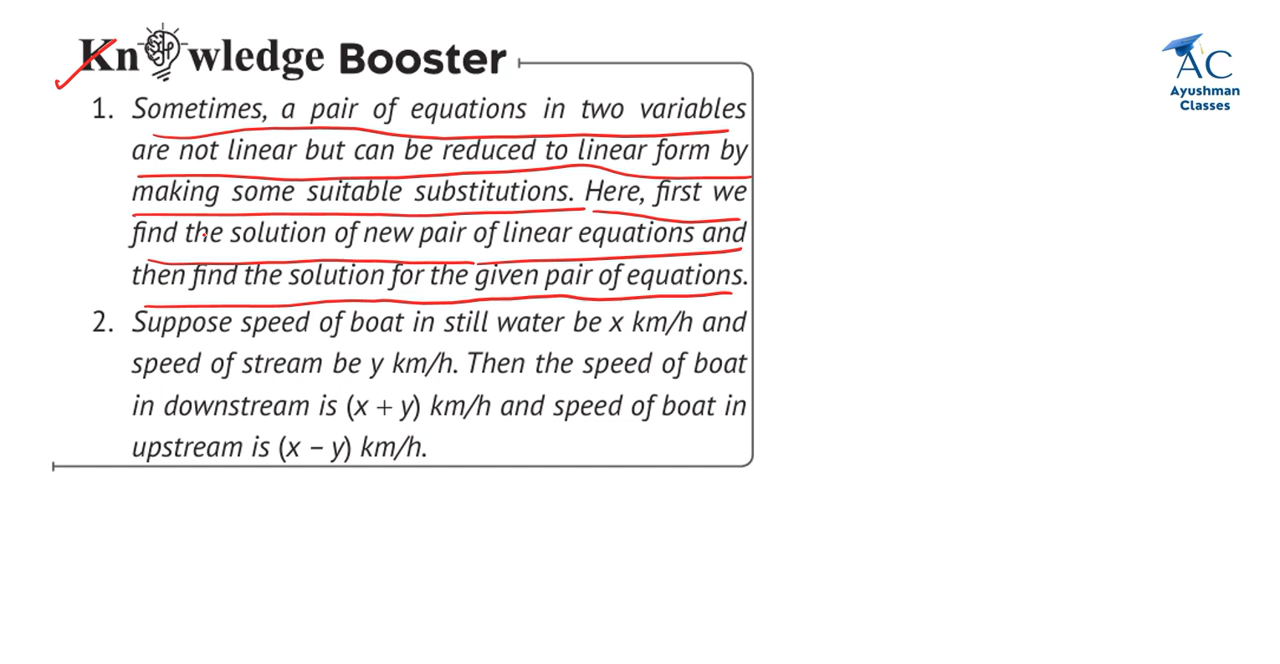 Knowledge Booster
AC
Ayushman
Classes
1. Sometimes, a pair of equations in two variables
are not linear but can be reduced to linear form by
making some suitable substitutions. Here, first we
find the solution of new pair of linear equations and
then find the solution for the given pair of equations.
2. Suppose speed of boat in still water be x km/h and
speed of stream be y km/h. Then the speed of boat
in downstream is (x + y) km/h and speed of boat in
upstream is (x – y) km/h.